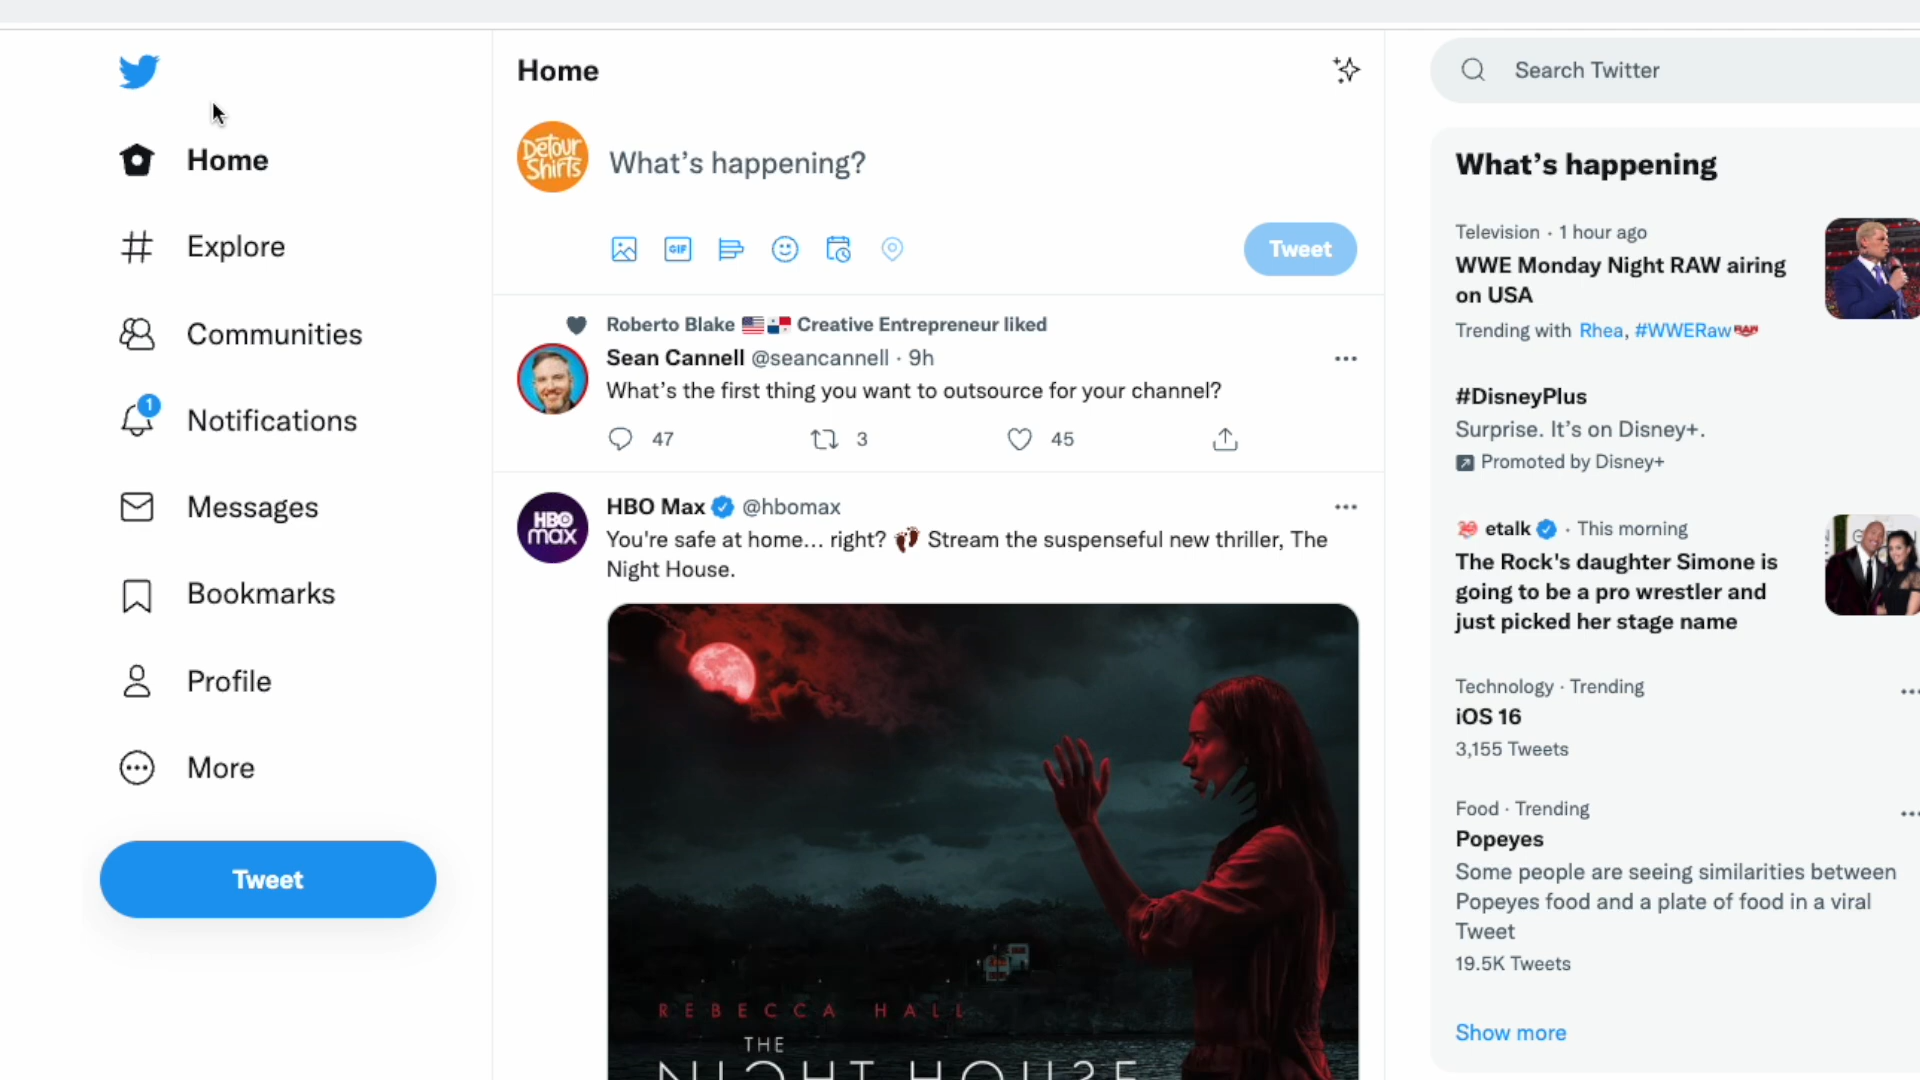 Home
Explore
Communities
1
Notifications
Messages
Bookmarks
Profile
More
Tweet
Home
DeTour
ShirTs
What's happening?
GIF
Tweet
Roberto Blake 🇺🇸🇵🇦 Creative Entrepreneur liked
Sean Cannell @seancannell · 9h
What's the first thing you want to outsource for your channel?
47 3 45
HBO
max
HBO Max @hbomax
You're safe at home... right? 👣 Stream the suspenseful new thriller, The
Night House.
REBECCA HALL
THE
NIGHT HOUSE
Search Twitter
What's happening
Television · 1 hour ago
WWE Monday Night RAW airing
on USA
Trending with Rhea, #WWERaw
#DisneyPlus
Surprise. It's on Disney+.
Promoted by Disney+
etalk · This morning
The Rock's daughter Simone is
going to be a pro wrestler and
just picked her stage name
Technology · Trending
iOS 16
3,155 Tweets
Food · Trending
Popeyes
Some people are seeing similarities between
Popeyes food and a plate of food in a viral
Tweet
19.5K Tweets
Show more